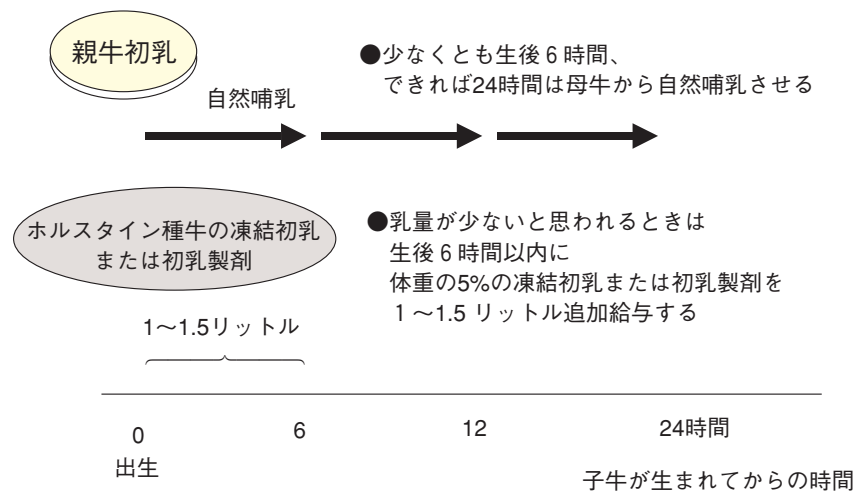 親牛初乳
●少なくとも生後6時間、
できれば24時間は母牛から自然哺乳させる
自然哺乳
ホルスタイン種牛の凍結初乳
または初乳製剤
●乳量が少ないと思われるときは
生後6時間以内に
体重の5%の凍結初乳または初乳製剤を
1〜1.5リットル追加給与する
1〜1.5リットル
0
6
12
24時間
出生
子牛が生まれてからの時間